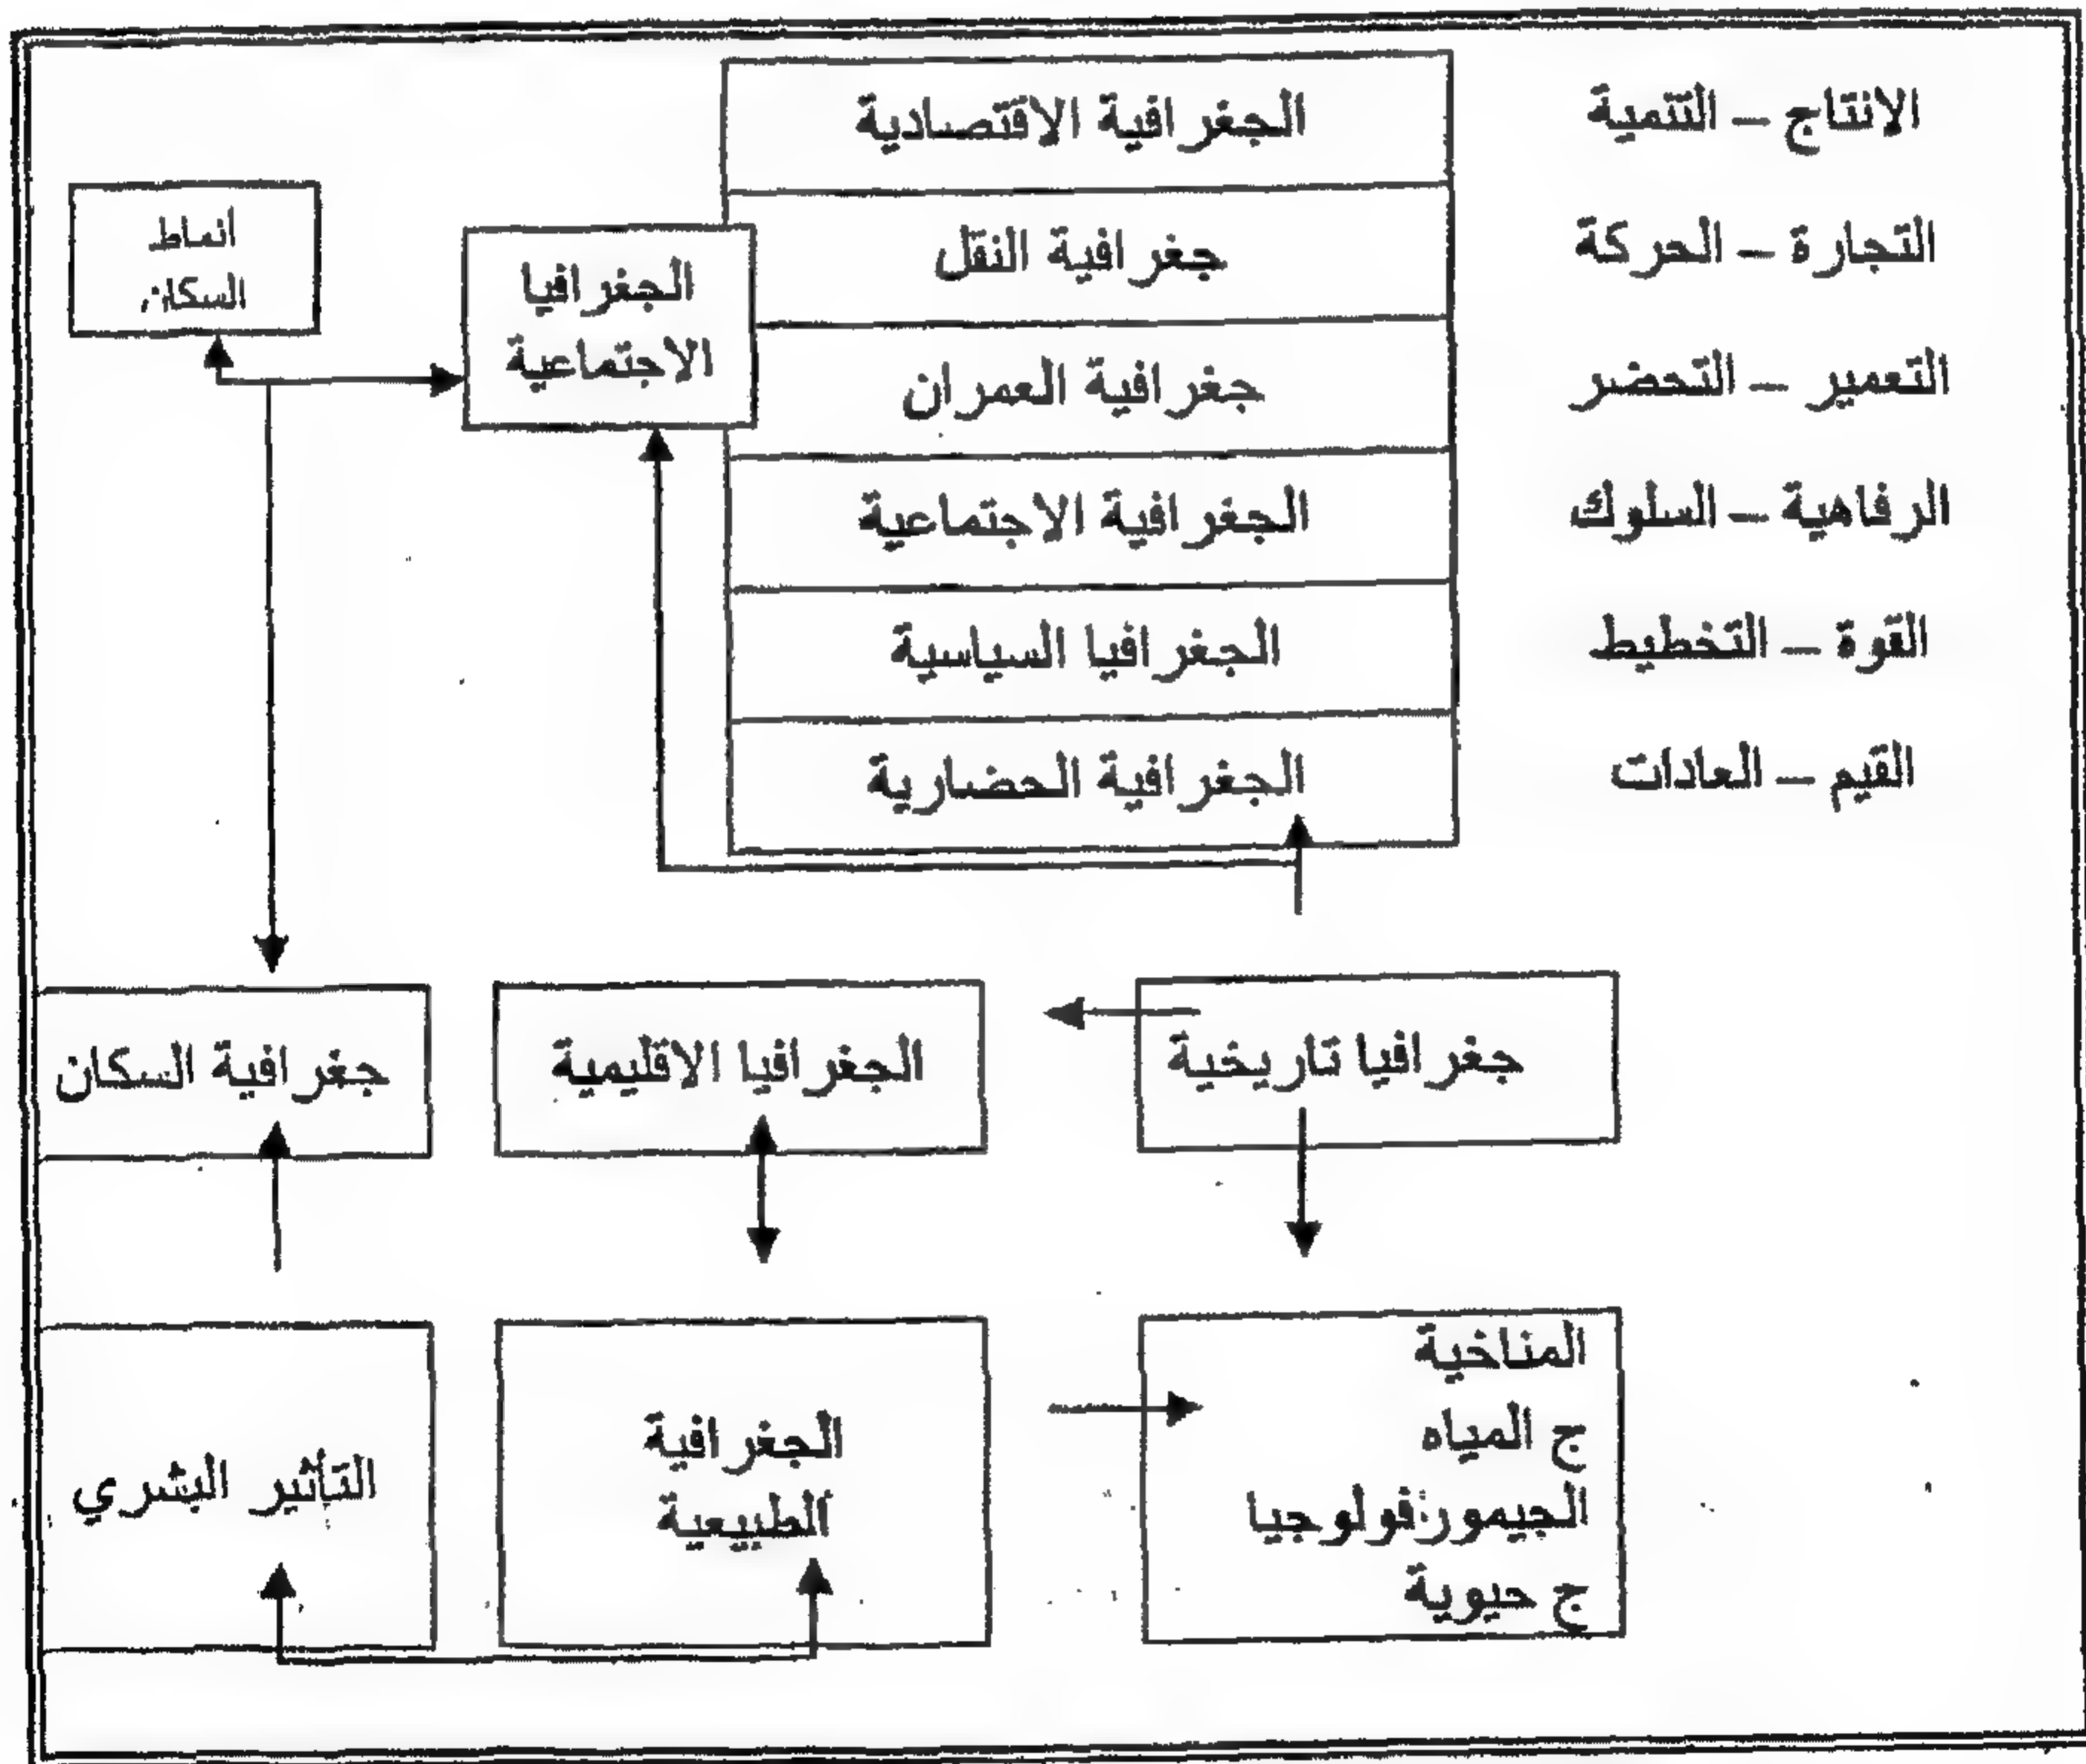 الجغرافية الاقتصادية
الانتاج – التنمية
جغرافية النقل
التجارة – الحركة
جغرافية العمران
التعمير – التحضر
الجغرافية الاجتماعية
الرفاهية – السلوك
الجغرافيا السياسية
القوة – التخطيط
الجغرافية الحضارية
القيم – العادات
الجغرافيا
الاجتماعية
أنماط
السكان
جغرافيا تاريخية
الجغرافيا الاقليمية
جغرافية السكان
المناخية
ج المياه
الجيمورفولوجيا
ج حيوية
الجغرافية
الطبيعية
التأثير البشري